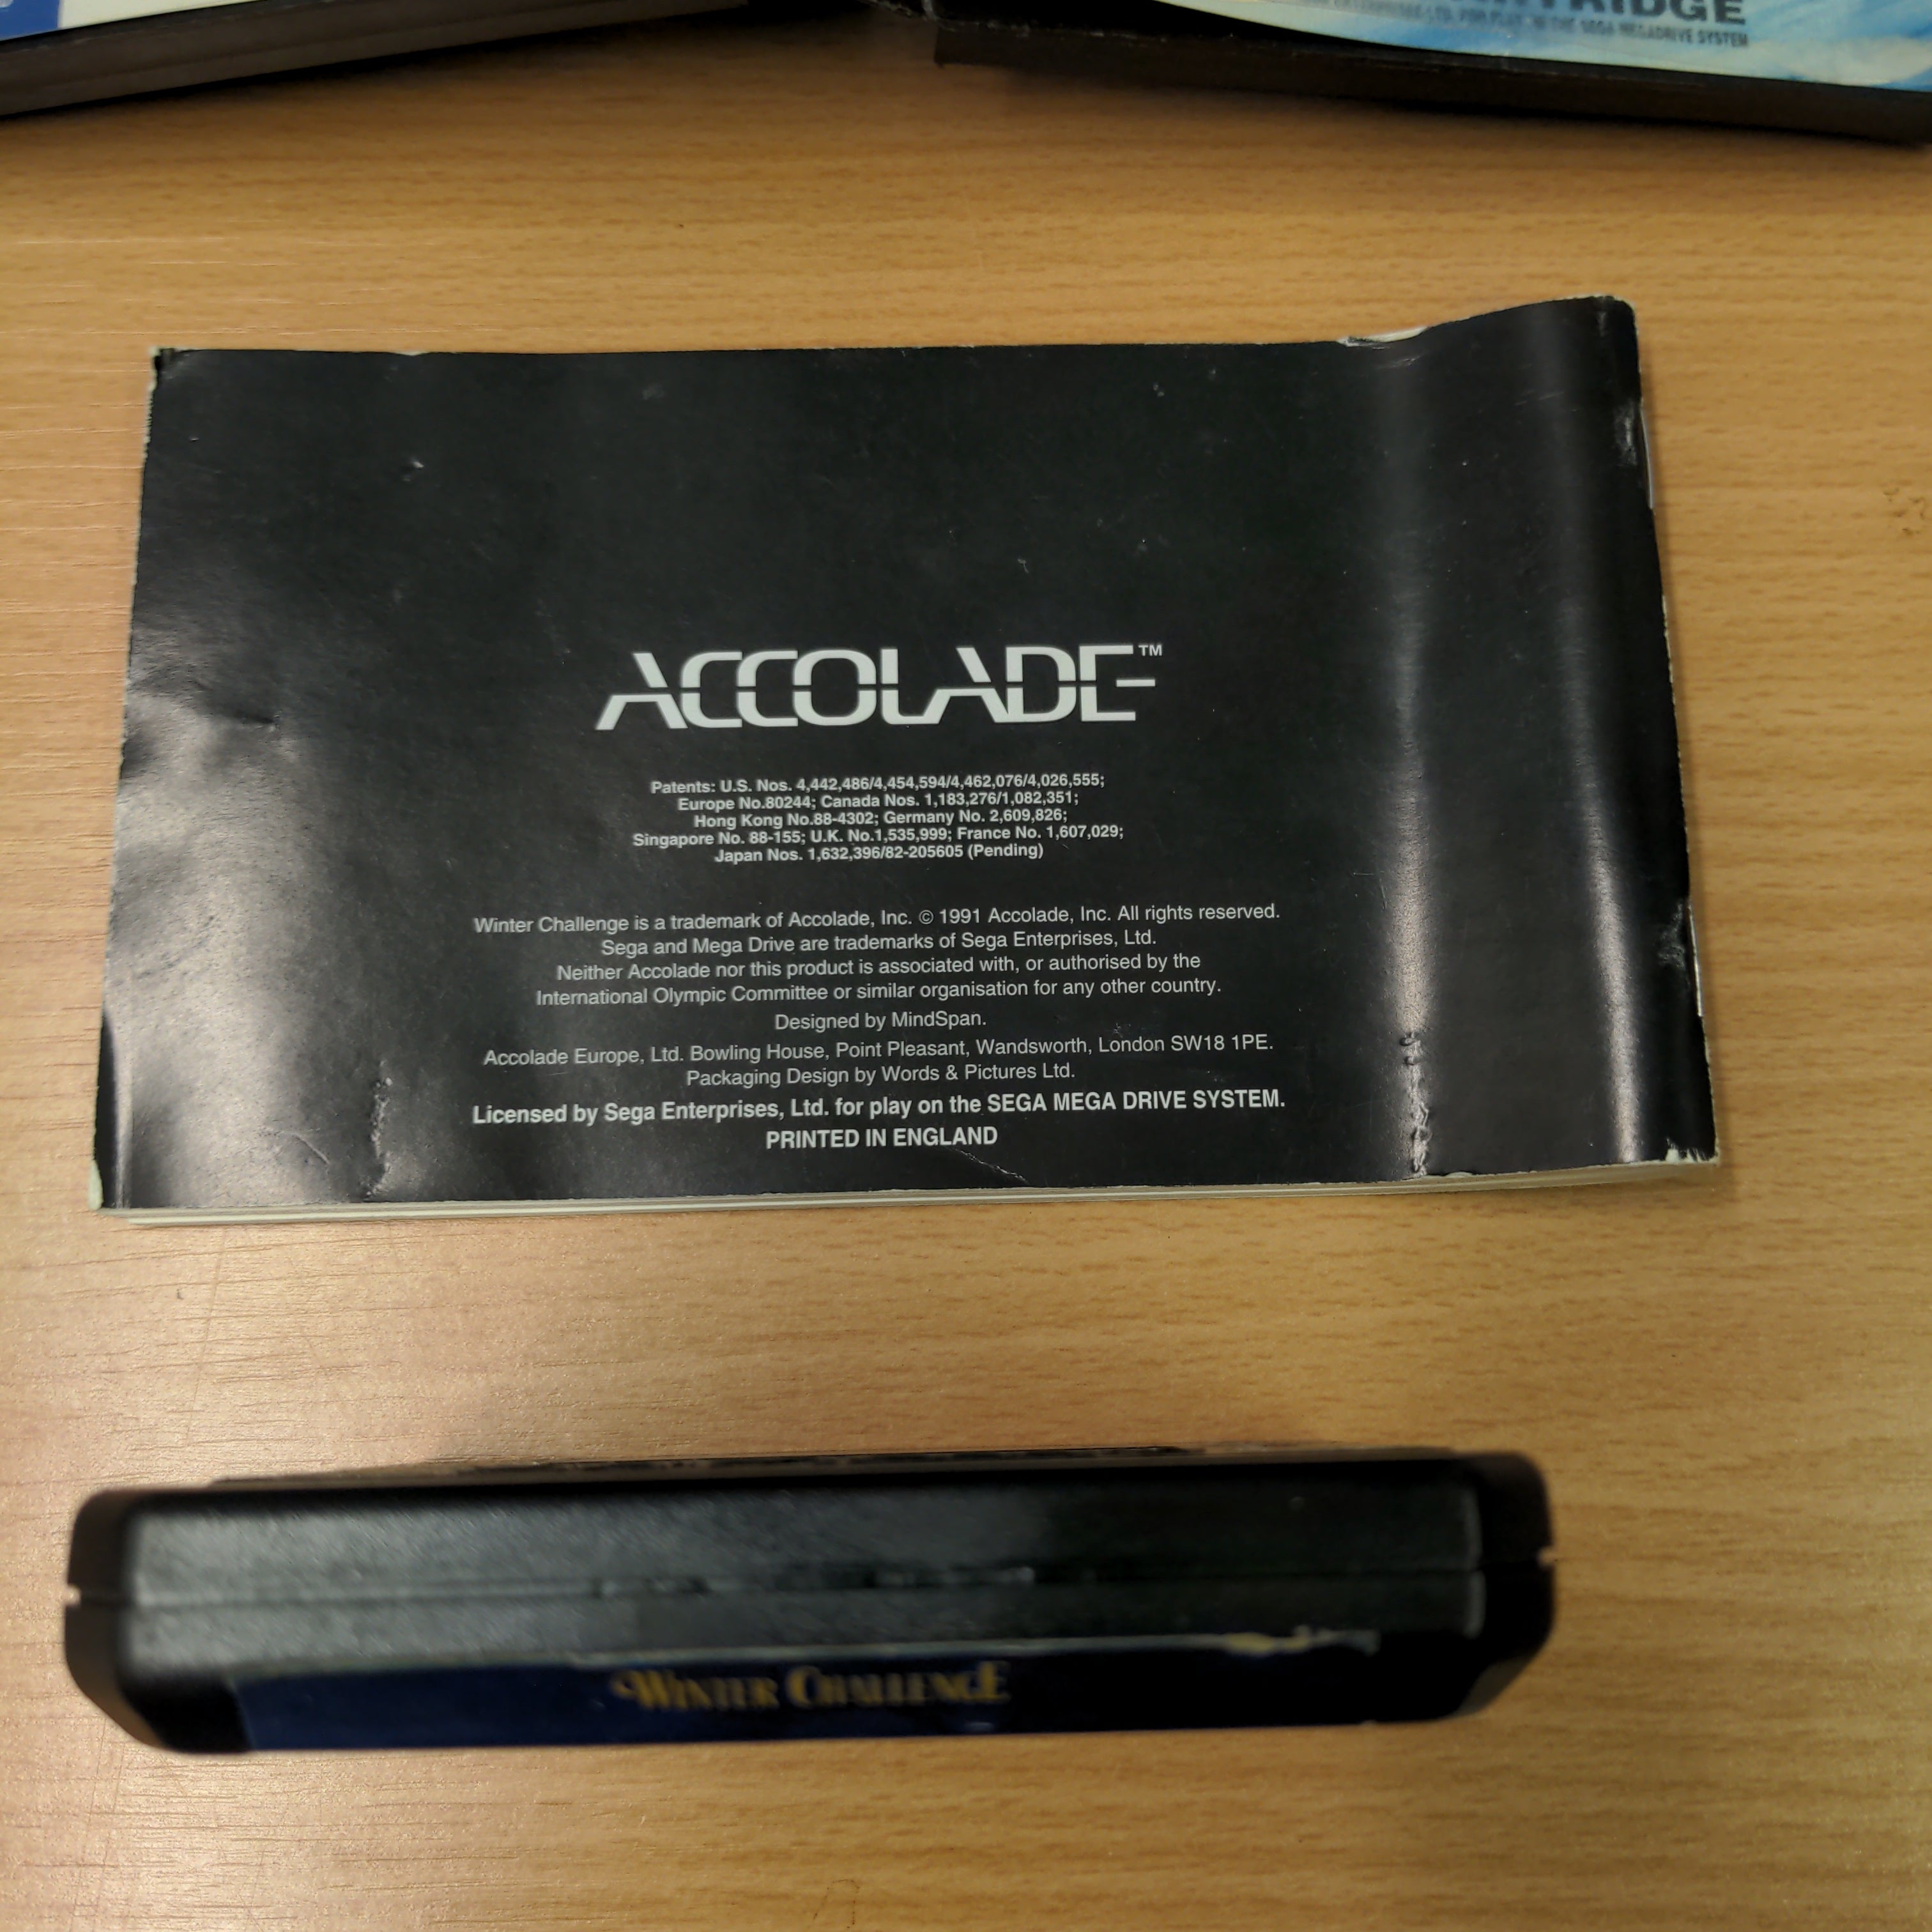 RIDGE
FOR PLAY ON THE SEGA MEGADRIVE SYSTEM
ACCOLADE™
Patents: U.S. Nos. 4,442,486/4,454,594/4,462,076/4,026,555;
Europe No.80244; Canada Nos. 1,183,276/1,082,351;
Hong Kong No.88-4302; Germany No. 2,609,826;
Singapore No. 88-155; U.K. No.1,535,999; France No. 1,607,029;
Japan Nos. 1,632,396/82-205605 (Pending)
Winter Challenge is a trademark of Accolade, Inc. © 1991 Accolade, Inc. All rights reserved.
Sega and Mega Drive are trademarks of Sega Enterprises, Ltd.
Neither Accolade nor this product is associated with, or authorised by the
International Olympic Committee or similar organisation for any other country.
Designed by MindSpan.
Accolade Europe, Ltd. Bowling House, Point Pleasant, Wandsworth, London SW18 1PE.
Packaging Design by Words & Pictures Ltd.
Licensed by Sega Enterprises, Ltd. for play on the SEGA MEGA DRIVE SYSTEM.
PRINTED IN ENGLAND
WINTER CHALLENGE